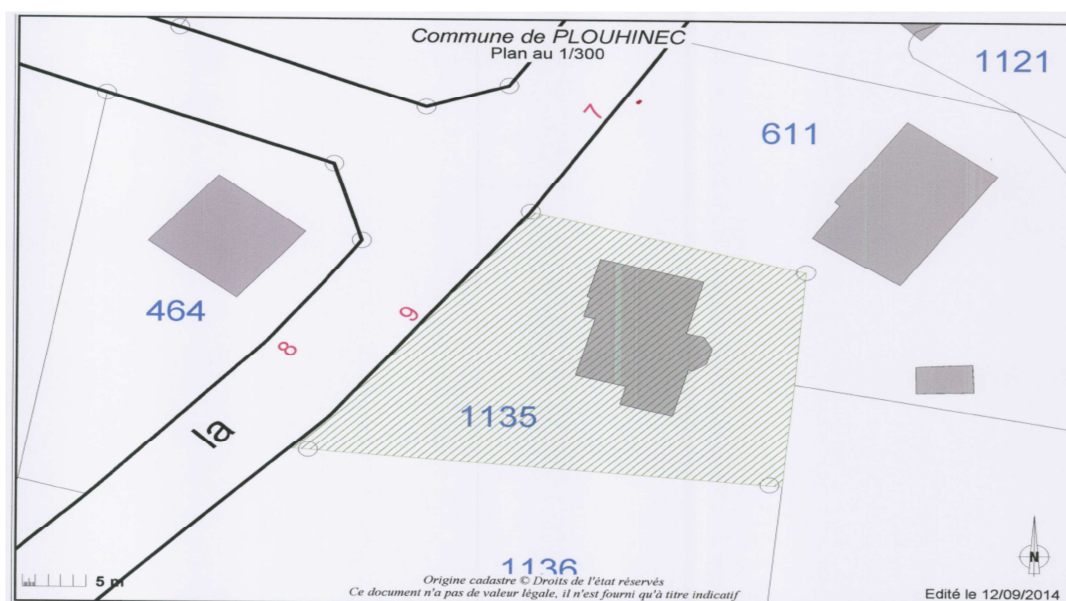 Commune de PLOUHINEC
Plan au 1/300
1121
7
611
464
9
8
1135
la
1136
N
5 m
Origine cadastre © Droits de l'état réservés
Ce document n'a pas de valeur légale, il n'est fourni qu'à titre indicatif
Edité le 12/09/2014